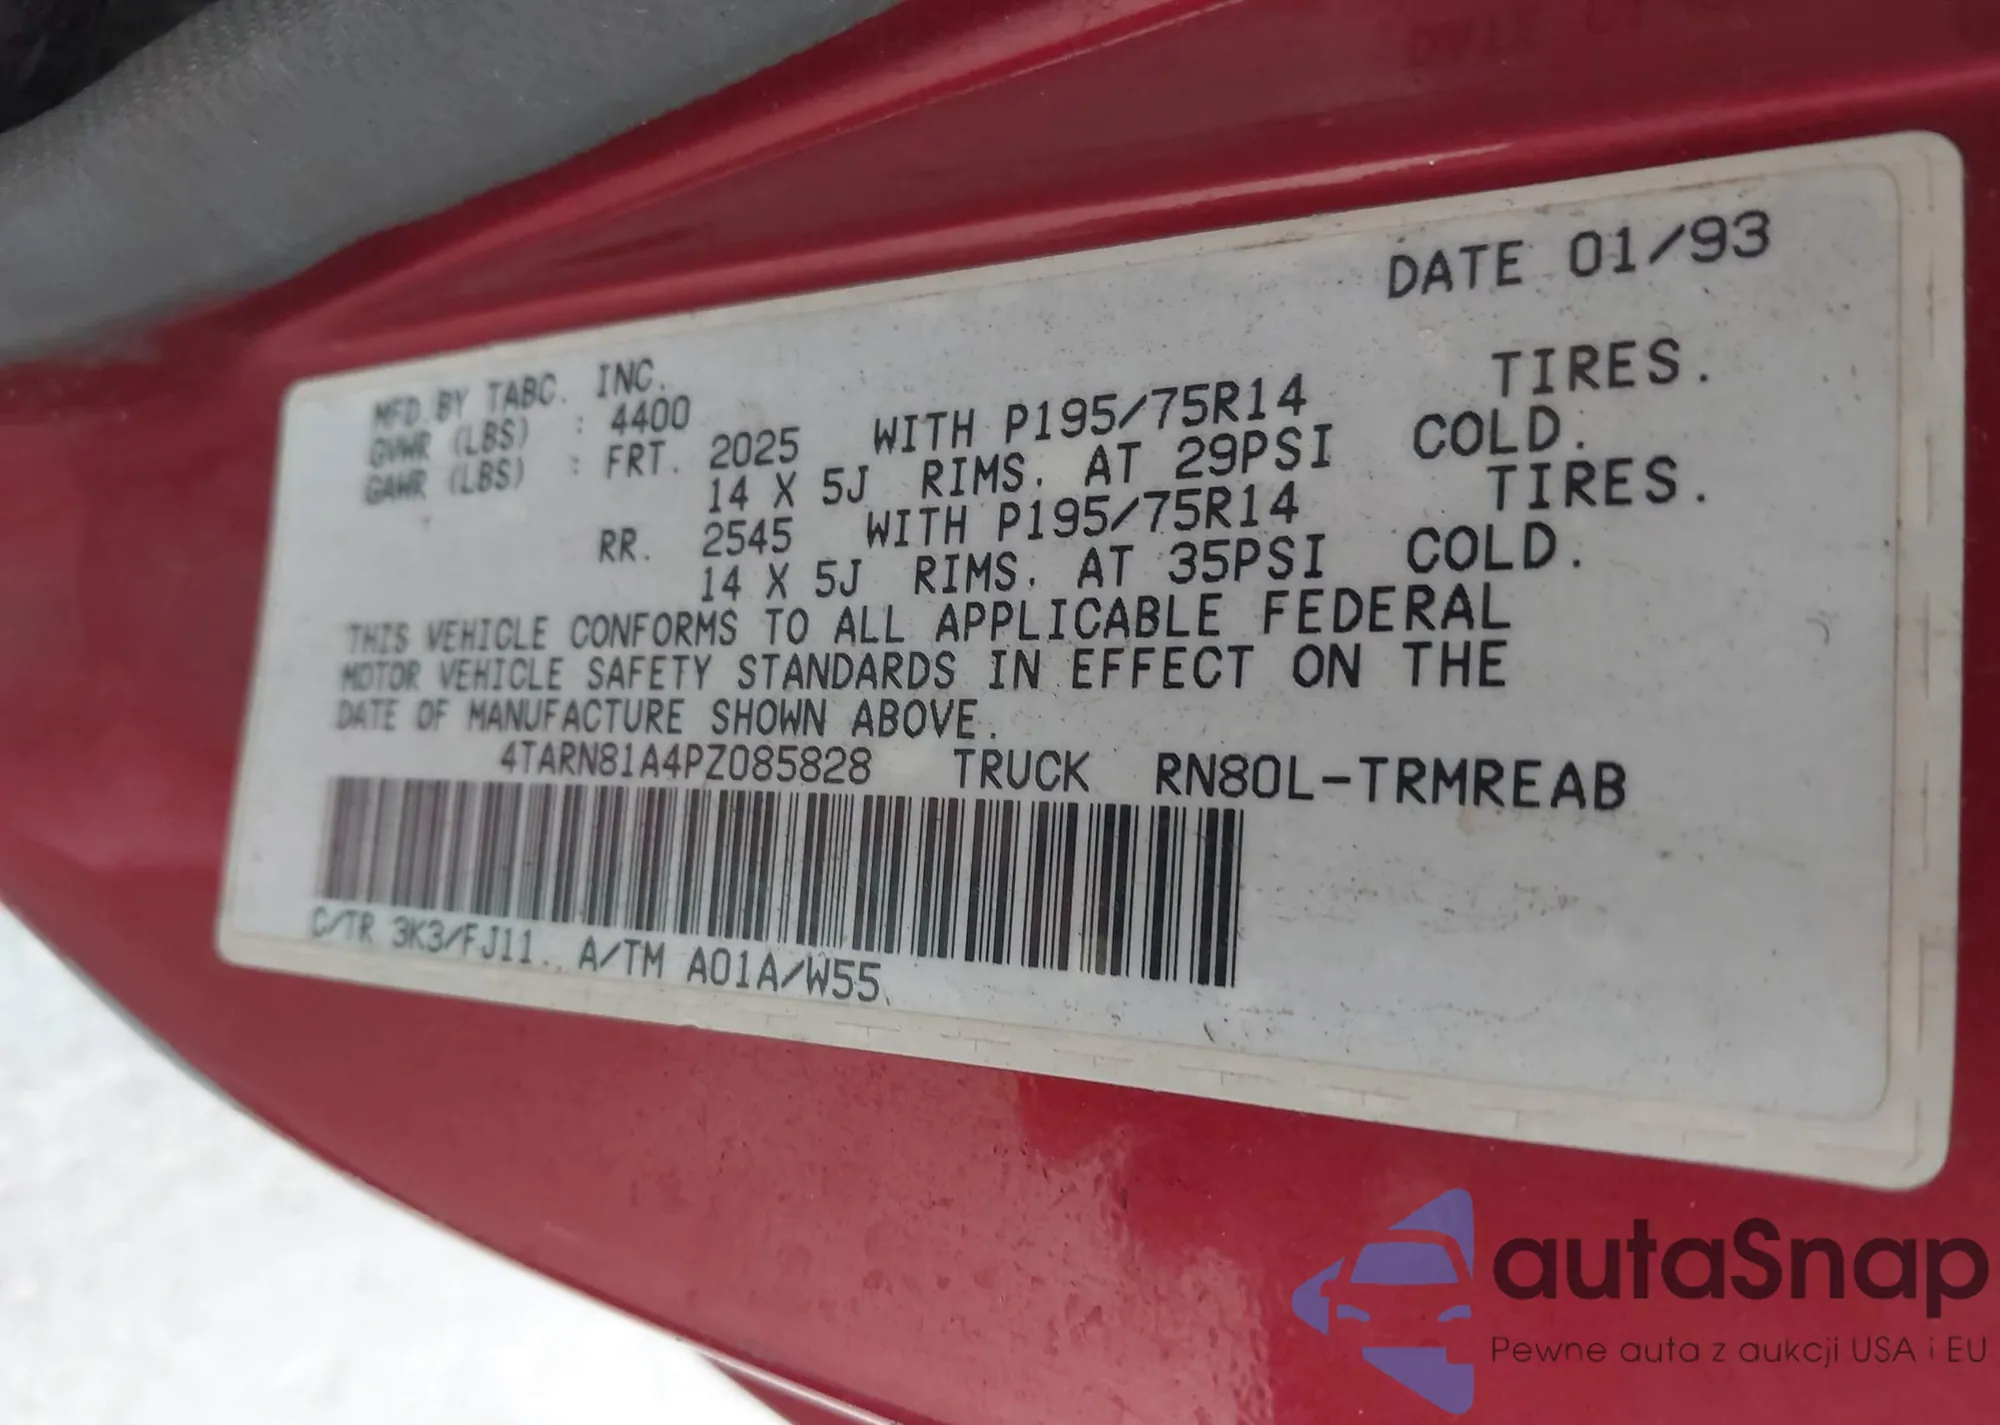 DATE 01/93
MFD.BY TABC. INC.
GVWR (LBS) : 4400
GAWR (LBS) : FRT. 2025 WITH P195/75R14 TIRES.
14 X 5J RIMS. AT 29PSI COLD.
RR. 2545 WITH P195/75R14 TIRES.
14 X 5J RIMS. AT 35PSI COLD.
THIS VEHICLE CONFORMS TO ALL APPLICABLE FEDERAL
MOTOR VEHICLE SAFETY STANDARDS IN EFFECT ON THE
DATE OF MANUFACTURE SHOWN ABOVE.
4TARN81A4PZ085828 TRUCK RN80L-TRMREAB
C/TR 3K3/FJ11. A/TM A01A/W55
autaSnap
Pewne auta z aukcji USA i EU